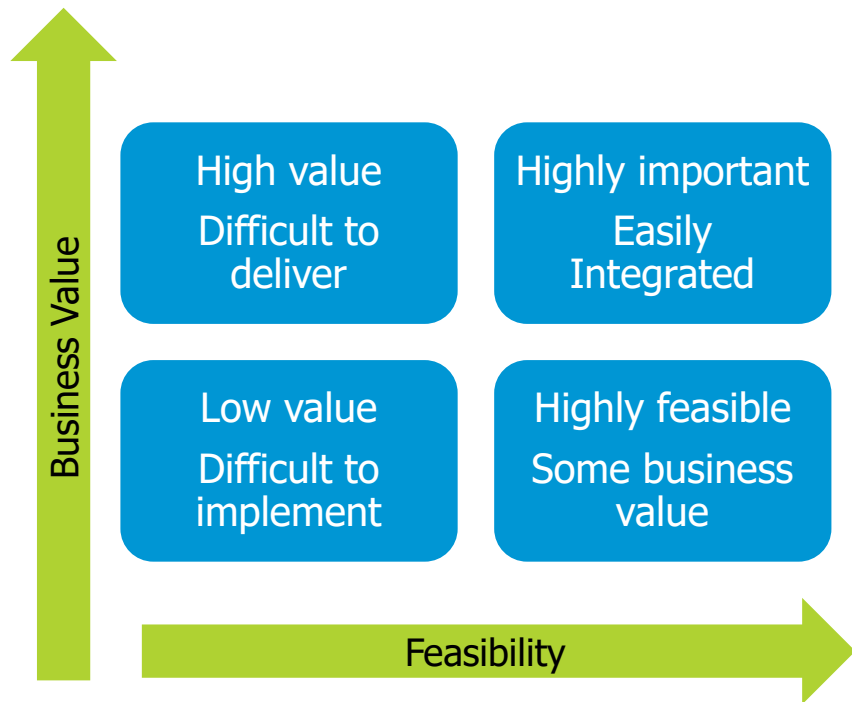 Business Value
High value
Difficult to
deliver
Highly important
Easily
Integrated
Low value
Difficult to
implement
Highly feasible
Some business
value
Feasibility